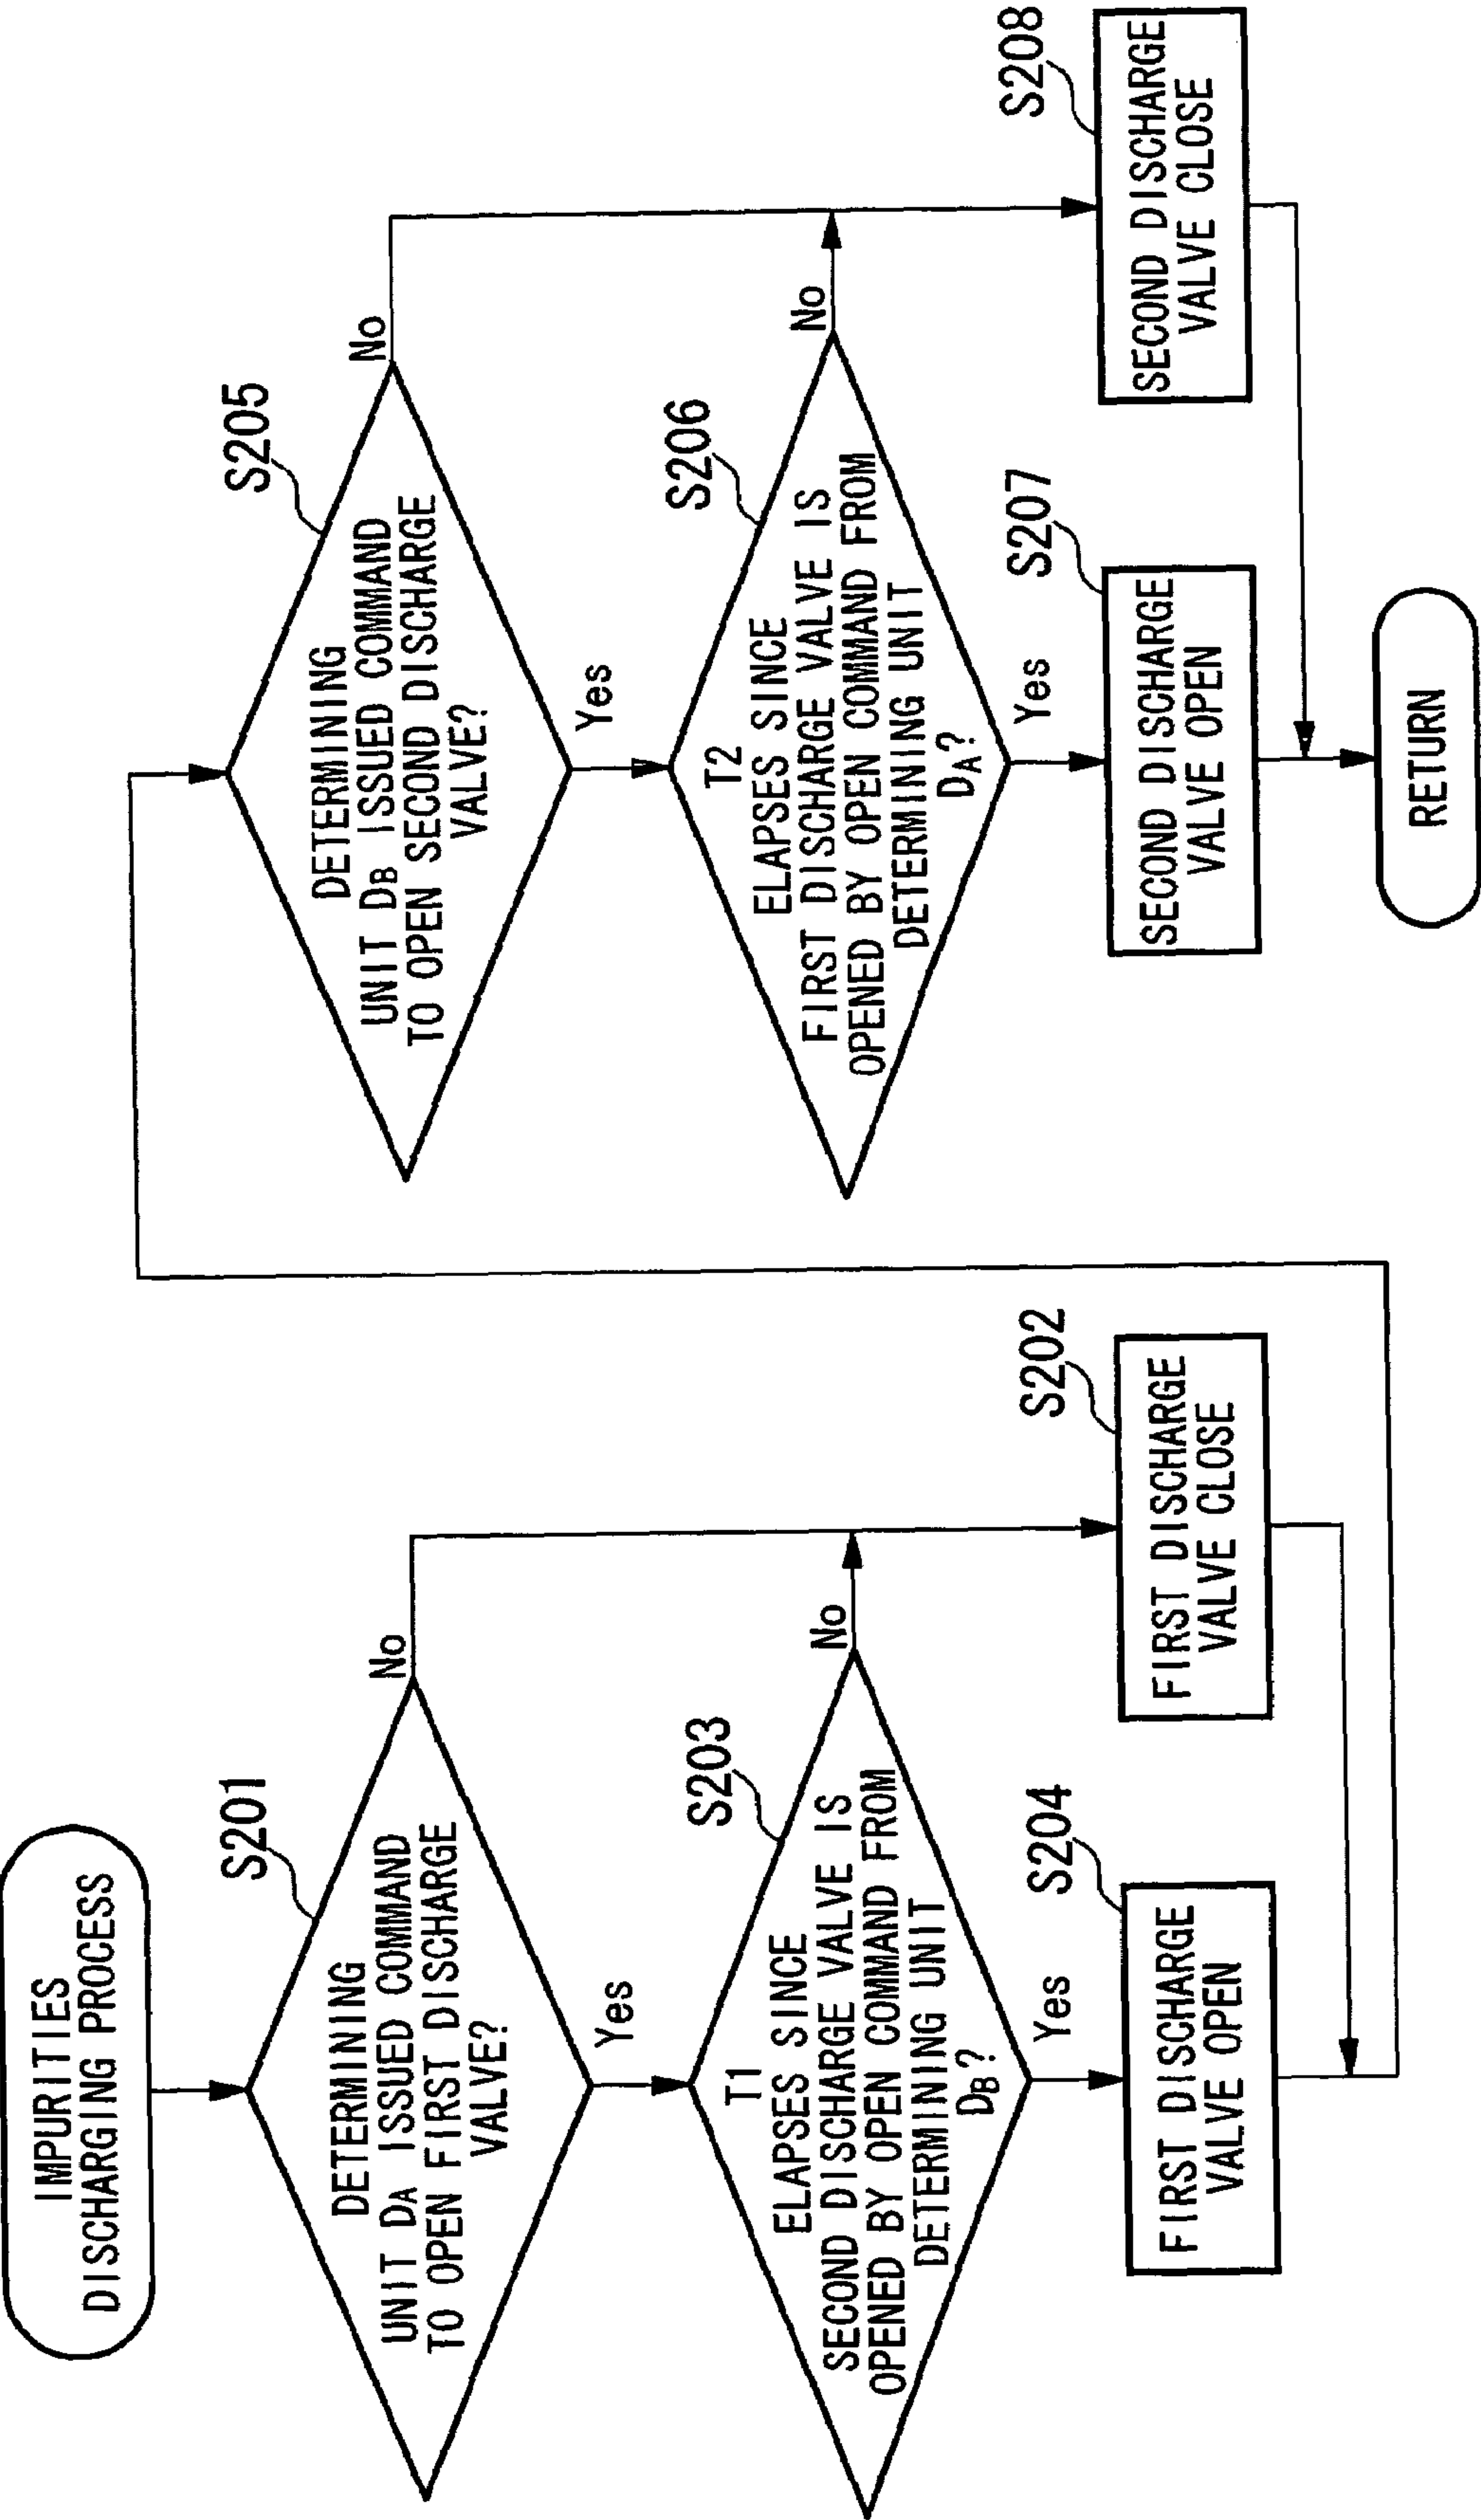 IMPURITIES
DISCHARGING PROCESS
S201
DETERMINING
UNIT DA ISSUED COMMAND
TO OPEN FIRST DISCHARGE
VALVE?
No
Yes
S203
T1
ELAPSES SINCE
SECOND DISCHARGE VALVE IS
OPENED BY OPEN COMMAND FROM
DETERMINING UNIT
DB?
No
Yes
S204
FIRST DISCHARGE
VALVE OPEN
S202
FIRST DISCHARGE
VALVE CLOSE
S205
DETERMINING
UNIT DB ISSUED COMMAND
TO OPEN SECOND DISCHARGE
VALVE?
No
Yes
S206
T2
ELAPSES SINCE
FIRST DISCHARGE VALVE IS
OPENED BY OPEN COMMAND FROM
DETERMINING UNIT
DA?
No
Yes
S207
SECOND DISCHARGE
VALVE OPEN
S208
SECOND DISCHARGE
VALVE CLOSE
RETURN